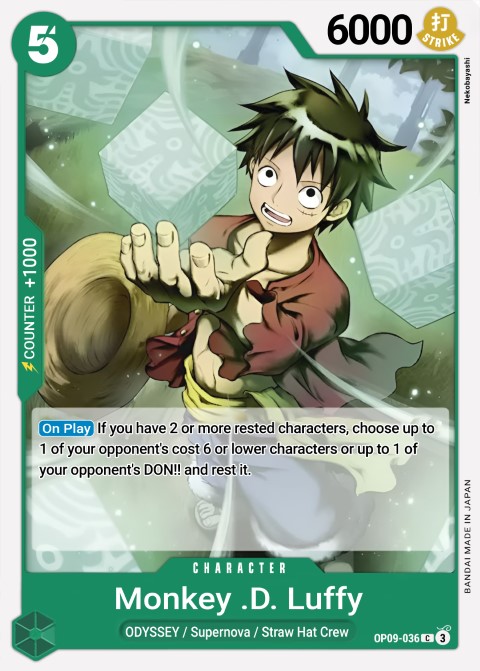 5
6000
打
STRIKE
Nekobayashi
COUNTER +1000
On Play If you have 2 or more rested characters, choose up to
1 of your opponent's cost 6 or lower characters or up to 1 of
your opponent's DON!! and rest it.
BANDAI MADE IN JAPAN
CHARACTER
Monkey .D. Luffy
ODYSSEY / Supernova / Straw Hat Crew
OP09-036 C 3